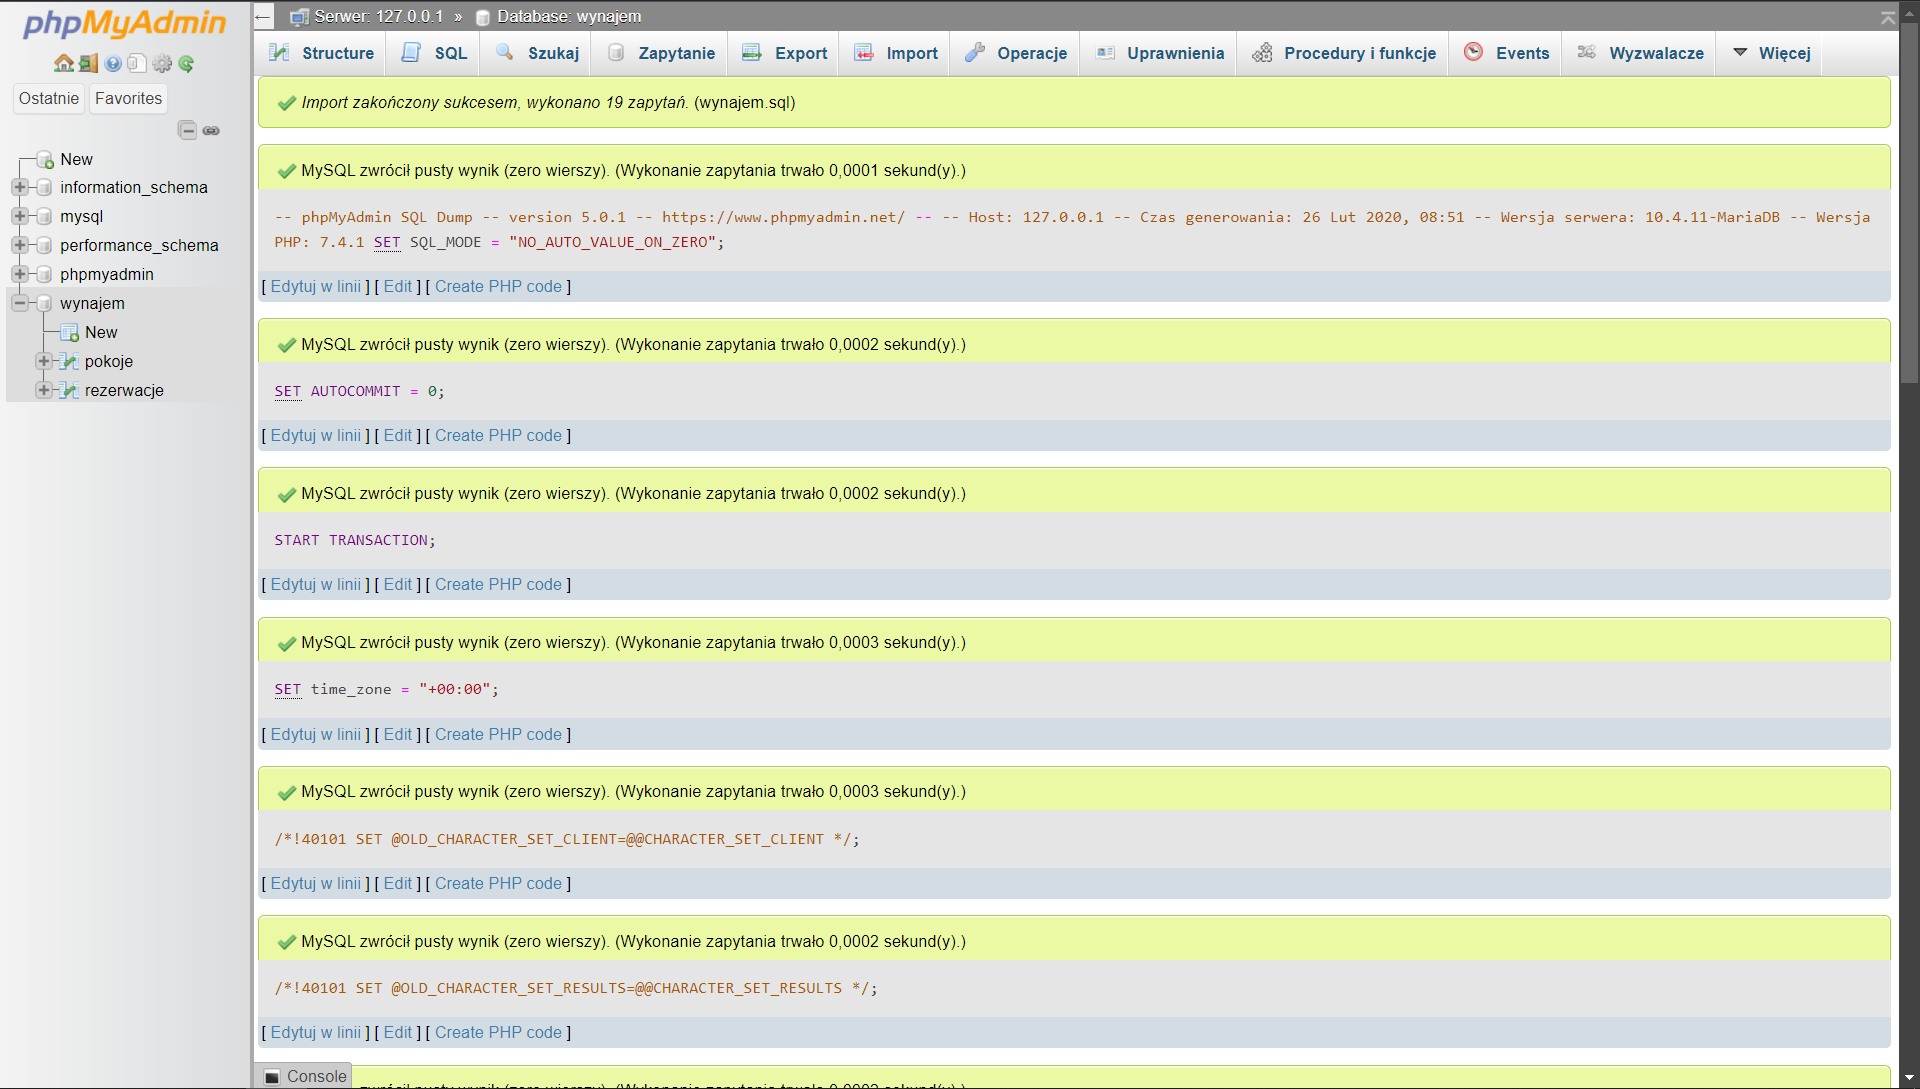 phpMyAdmin
Ostatnie Favorites
New
information_schema
mysql
performance_schema
phpmyadmin
wynajem
New
pokoje
rezerwacje
Serwer: 127.0.0.1 » Database: wynajem
Structure SQL Szukaj Zapytanie Export Import Operacje Uprawnienia Procedury i funkcje Events Wyzwalacze Więcej
Import zakończony sukcesem, wykonano 19 zapytań. (wynajem.sql)
MySQL zwrócił pusty wynik (zero wierszy). (Wykonanie zapytania trwało 0,0001 sekund(y).)
-- phpMyAdmin SQL Dump -- version 5.0.1 -- https://www.phpmyadmin.net/ -- -- Host: 127.0.0.1 -- Czas generowania: 26 Lut 2020, 08:51 -- Wersja serwera: 10.4.11-MariaDB -- Wersja
PHP: 7.4.1 SET SQL_MODE = "NO_AUTO_VALUE_ON_ZERO";
[ Edytuj w linii ] [ Edit ] [ Create PHP code ]
MySQL zwrócił pusty wynik (zero wierszy). (Wykonanie zapytania trwało 0,0002 sekund(y).)
SET AUTOCOMMIT = 0;
[ Edytuj w linii ] [ Edit ] [ Create PHP code ]
MySQL zwrócił pusty wynik (zero wierszy). (Wykonanie zapytania trwało 0,0002 sekund(y).)
START TRANSACTION;
[ Edytuj w linii ] [ Edit ] [ Create PHP code ]
MySQL zwrócił pusty wynik (zero wierszy). (Wykonanie zapytania trwało 0,0003 sekund(y).)
SET time_zone = "+00:00";
[ Edytuj w linii ] [ Edit ] [ Create PHP code ]
MySQL zwrócił pusty wynik (zero wierszy). (Wykonanie zapytania trwało 0,0003 sekund(y).)
/*!40101 SET @OLD_CHARACTER_SET_CLIENT=@@CHARACTER_SET_CLIENT */;
[ Edytuj w linii ] [ Edit ] [ Create PHP code ]
MySQL zwrócił pusty wynik (zero wierszy). (Wykonanie zapytania trwało 0,0002 sekund(y).)
/*!40101 SET @OLD_CHARACTER_SET_RESULTS=@@CHARACTER_SET_RESULTS */;
[ Edytuj w linii ] [ Edit ] [ Create PHP code ]
Console